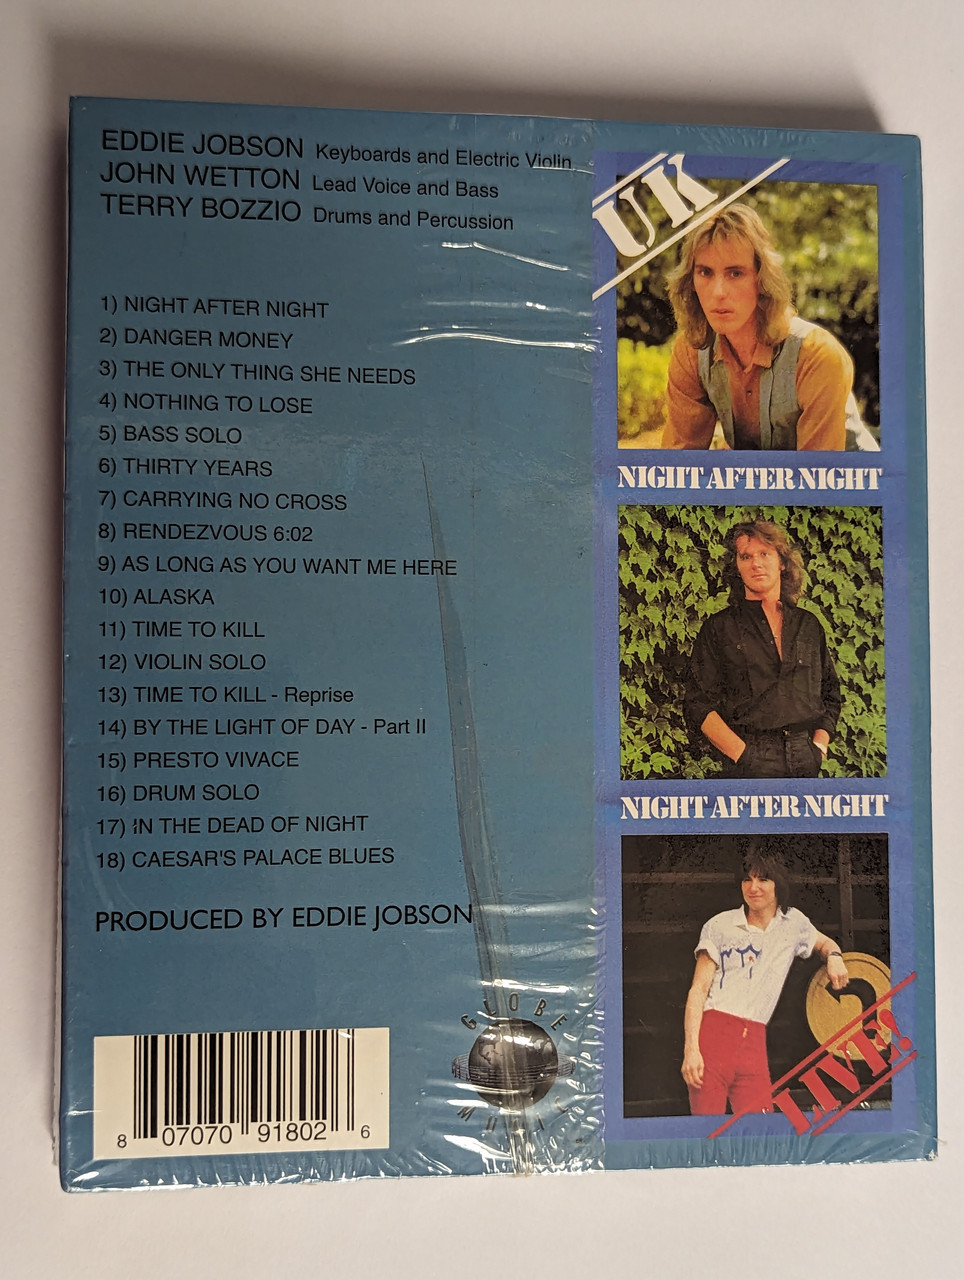 EDDIE JOBSON Keyboards and Electric Violin
JOHN WETTON Lead Voice and Bass
TERRY BOZZIO Drums and Percussion
1) NIGHT AFTER NIGHT
2) DANGER MONEY
3) THE ONLY THING SHE NEEDS
4) NOTHING TO LOSE
5) BASS SOLO
6) THIRTY YEARS
7) CARRYING NO CROSS
8) RENDEZVOUS 6:02
9) AS LONG AS YOU WANT ME HERE
10) ALASKA
11) TIME TO KILL
12) VIOLIN SOLO
13) TIME TO KILL - Reprise
14) BY THE LIGHT OF DAY - Part II
15) PRESTO VIVACE
16) DRUM SOLO
17) IN THE DEAD OF NIGHT
18) CAESAR'S PALACE BLUES
PRODUCED BY EDDIE JOBSON
8 07070 91802 6
GLOBE
UK
NIGHT AFTER NIGHT
NIGHT AFTER NIGHT
LIVE!